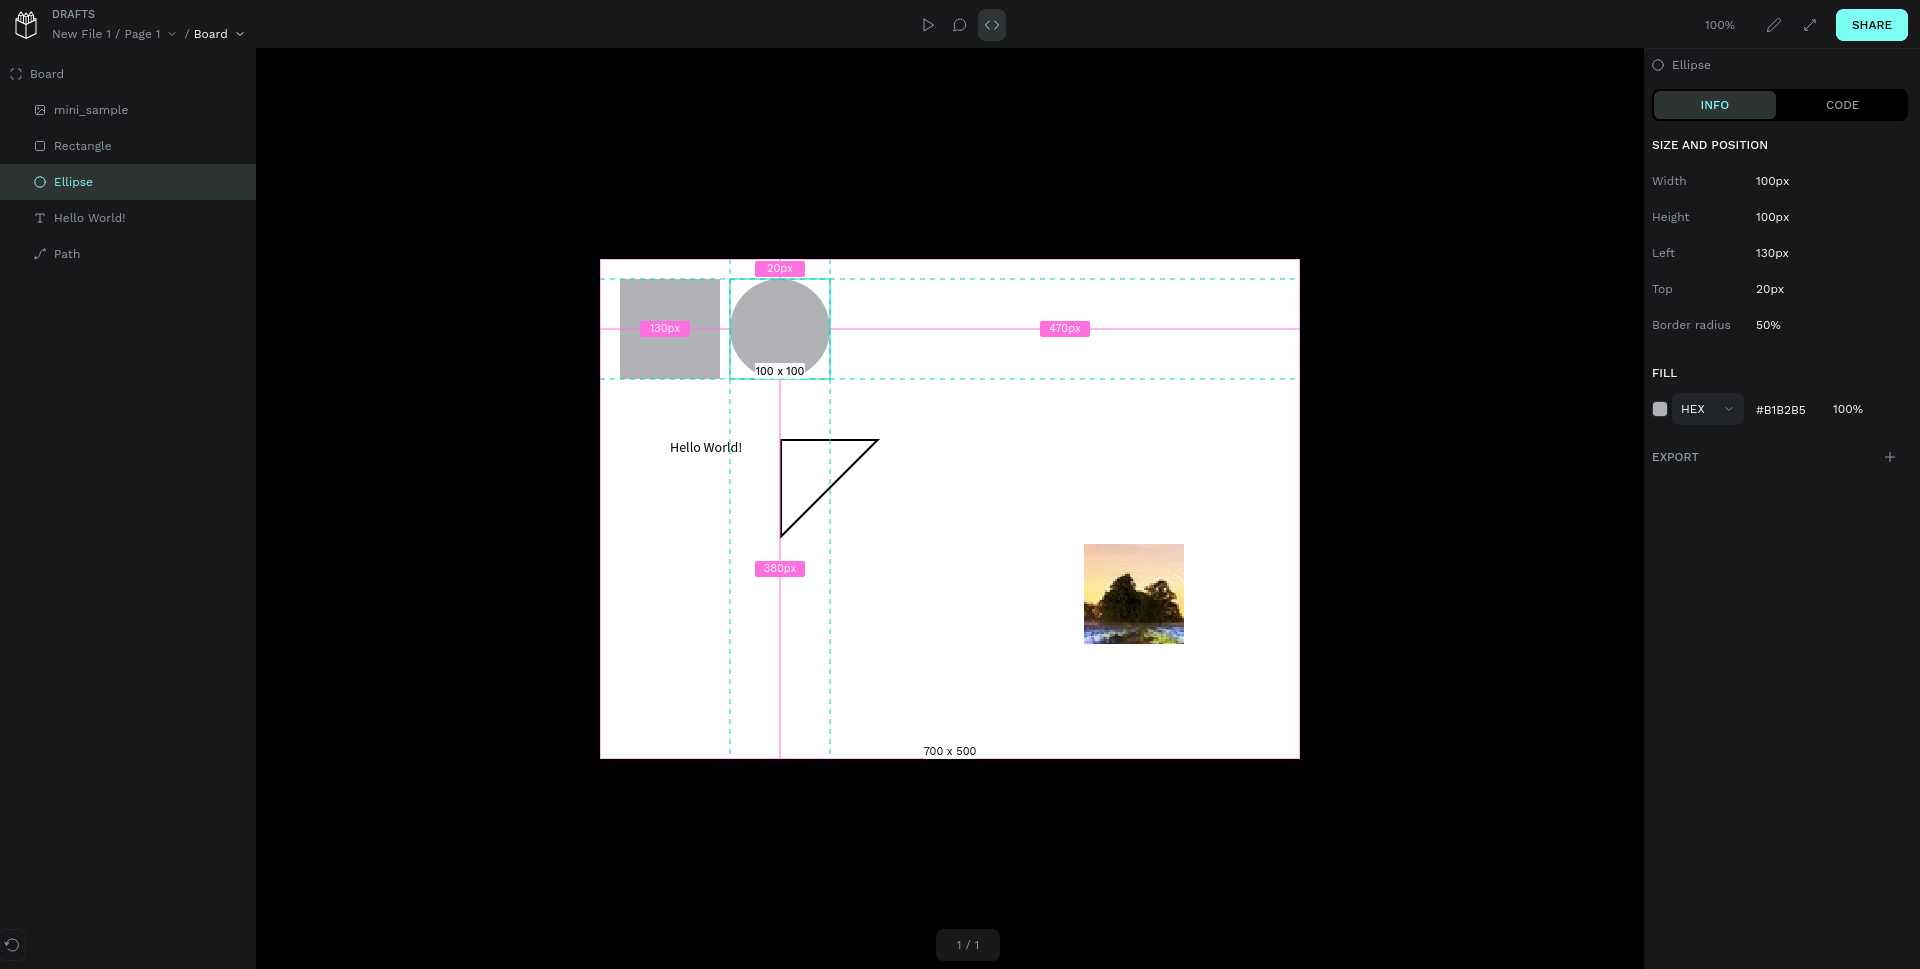 DRAFTS
New File 1 / Page 1 / Board
100%
SHARE
Board
mini_sample
Rectangle
Ellipse
Hello World!
Path
20px
130px
470px
100 x 100
Hello World!
380px
700 x 500
1 / 1
Ellipse
INFO CODE
SIZE AND POSITION
Width 100px
Height 100px
Left 130px
Top 20px
Border radius 50%
FILL
HEX #B1B2B5 100%
EXPORT